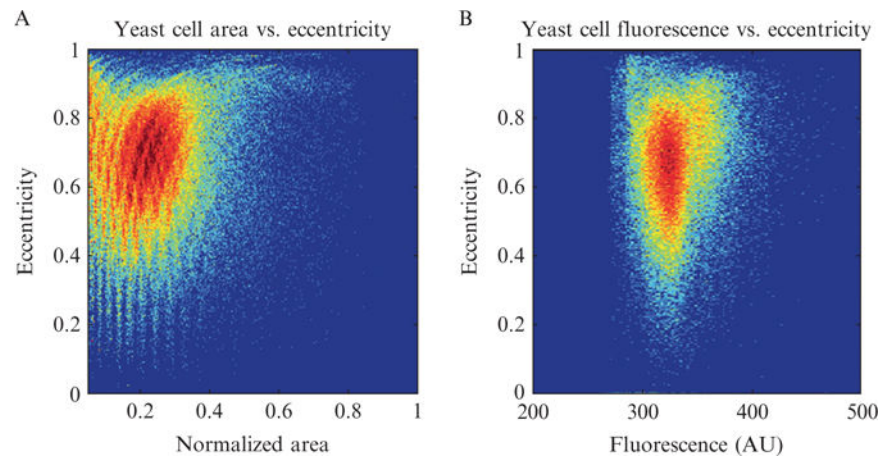 A
Yeast cell area vs. eccentricity
1
0.8
0.6
0.4
0.2
0
Eccentricity
0.2
0.4
0.6
0.8
1
Normalized area
B
Yeast cell fluorescence vs. eccentricity
1
0.8
0.6
0.4
0.2
0
Eccentricity
200
300
400
500
Fluorescence (AU)